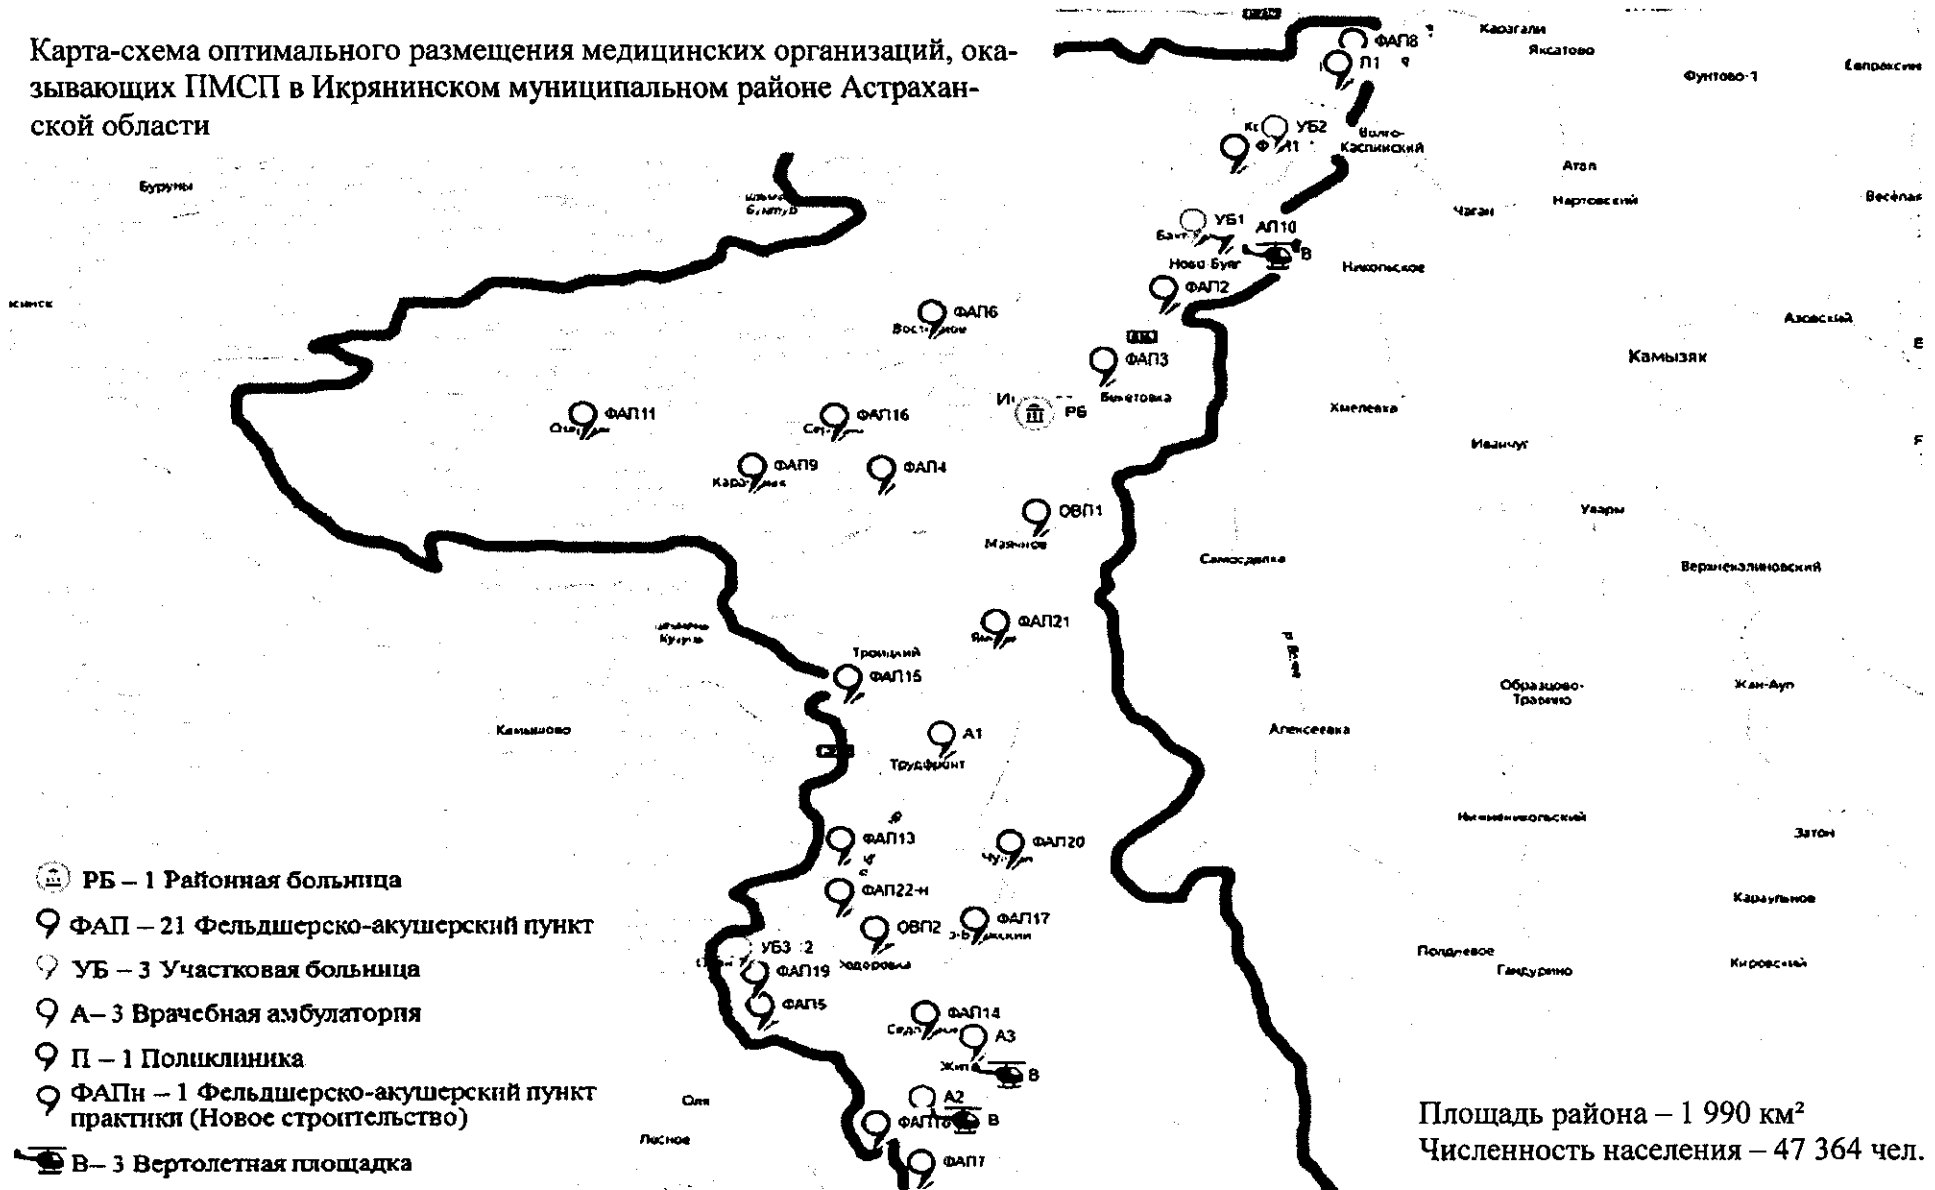 Карта-схема оптимального размещения медицинских организаций, ока-
зывающих ПМСП в Икрянинском муниципальном районе Астрахан-
ской области
Карагали
Яксатово
Фунтово-1
ФАП8
П1
УБ2
Волго-
Каспийский
Атал
Нартовский
Чаган
Буруны
УБ1
АП10
В
Ново-Буян
Никольское
ФАП2
ФАП6
Азовский
ФАП3
Камызяк
Бекетовка
РБ
Хмелевка
Иванчуг
ФАП11
ФАП16
ФАП9
ФАП4
ОВП1
Маячное
Увары
Самосделка
Верхнекалиновский
ФАП21
Троицкий
ФАП15
Образцово-
Травино
Жан-Аул
Камышово
А1
Трудфронт
Алексеевка
Нижненикольский
Затон
ФАП13
ФАП20
ФАП22-н
Караульное
ОВП2
ФАП17
УБ3
ФАП19
ФАП5
Полдневое
Гандурино
Кировский
ФАП14
А3
В
А2
В
Оля
Лесное
ФАП7
РБ – 1 Районная больница
ФАП – 21 Фельдшерско-акушерский пункт
УБ – 3 Участковая больница
А– 3 Врачебная амбулатория
П – 1 Поликлиника
ФАПн – 1 Фельдшерско-акушерский пункт
практики (Новое строительство)
В– 3 Вертолетная площадка
Площадь района – 1 990 км²
Численность населения – 47 364 чел.